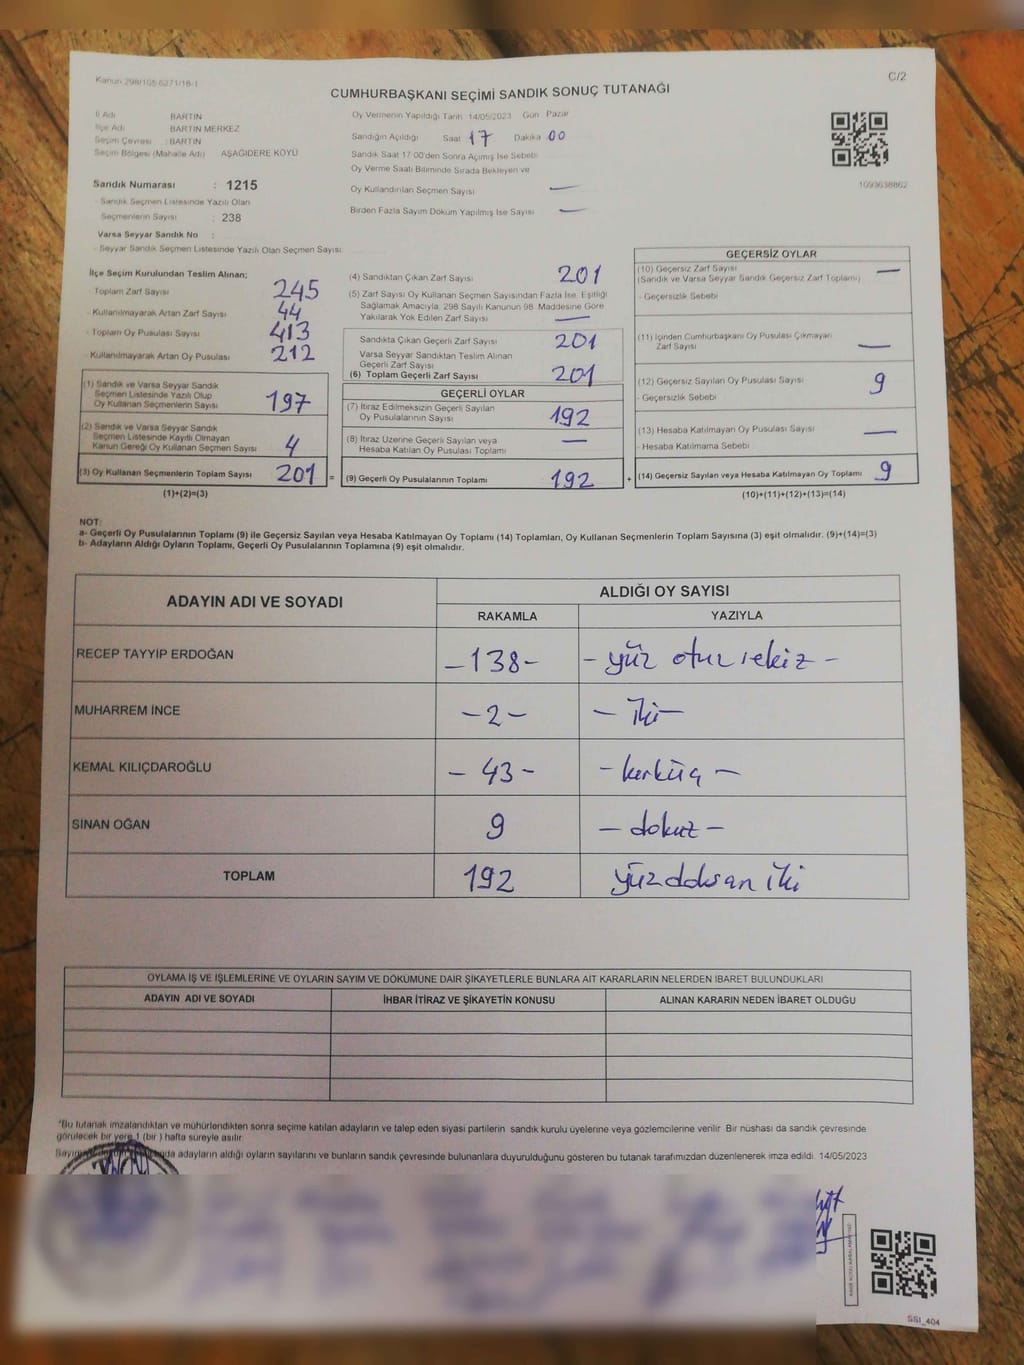 Kanun 298/105 6271/18-1
C/2
CUMHURBAŞKANI SEÇİMİ SANDIK SONUÇ TUTANAĞI
İl Adı BARTIN
İlçe Adı BARTIN MERKEZ
Seçim Çevresi : BARTIN
Seçim Bölgesi (Mahalle Adı) AŞAĞIDERE KÖYÜ
Sandık Numarası : 1215
- Sandık Seçmen Listesinde Yazılı Olan
Seçmenlerin Sayısı : 238
Varsa Seyyar Sandık No :
- Seyyar Sandık Seçmen Listesinde Yazılı Olan Seçmen Sayısı
Oy Vermenin Yapıldığı Tarih 14/05/2023 Gün Pazar
Sandığın Açıldığı Saat 17 Dakika 00
Sandık Saat 17 00'den Sonra Açımış Ise Sebebi
Oy Verme Saati Bitiminde Sırada Bekleyen ve
Oy Kullandırılan Seçmen Sayısı —
Birden Fazla Sayım Döküm Yapılmış Ise Sayısı —
1093638862
İlçe Seçim Kurulundan Teslim Alınan;
- Toplam Zarf Sayısı 245
- Kullanılmayarak Artan Zarf Sayısı 44
- Toplam Oy Pusulası Sayısı 413
- Kullanılmayarak Artan Oy Pusulası 212
(1) Sandık ve Varsa Seyyar Sandık
Seçmen Listesinde Yazılı Olup
Oy Kullanan Seçmenlerin Sayısı 197
(2) Sandık ve Varsa Seyyar Sandık
Seçmen Listesinde Kayıtlı Olmayan
Kanun Gereği Oy Kullanan Seçmen Sayısı 4
(3) Oy Kullanan Seçmenlerin Toplam Sayısı 201 =
(1)+(2)=(3)
(4) Sandıktan Çıkan Zarf Sayısı 201
(5) Zarf Sayısı Oy Kullanan Seçmen Sayısından Fazla Ise, Eşitliği
Sağlamak Amacıyla, 298 Sayılı Kanunun 98. Maddesine Göre
Yakılarak Yok Edilen Zarf Sayısı —
Sandıkta Çıkan Geçerli Zarf Sayısı 201
Varsa Seyyar Sandıktan Teslim Alınan
Geçerli Zarf Sayısı
(6) Toplam Geçerli Zarf Sayısı 201
GEÇERLİ OYLAR
(7) İtiraz Edilmeksizin Geçerli Sayılan
Oy Pusulalarının Sayısı 192
(8) İtiraz Üzerine Geçerli Sayılan veya
Hesaba Katılan Oy Pusulası Toplamı —
(9) Geçerli Oy Pusulalarının Toplamı 192 +
GEÇERSİZ OYLAR
(10) Geçersiz Zarf Sayısı —
(Sandık ve Varsa Seyyar Sandık Geçersiz Zarf Toplamı)
- Geçersizlik Sebebi
(11) İçinden Cumhurbaşkanı Oy Pusulası Çıkmayan
Zarf Sayısı —
(12) Geçersiz Sayılan Oy Pusulası Sayısı 9
- Geçersizlik Sebebi
(13) Hesaba Katılmayan Oy Pusulası Sayısı —
- Hesaba Katılmama Sebebi
(14) Geçersiz Sayılan veya Hesaba Katılmayan Oy Toplamı 9
(10)+(11)+(12)+(13)=(14)
NOT:
a- Geçerli Oy Pusulalarının Toplamı (9) ile Geçersiz Sayılan veya Hesaba Katılmayan Oy Toplamı (14) Toplamları, Oy Kullanan Seçmenlerin Toplam Sayısına (3) eşit olmalıdır. (9)+(14)=(3)
b- Adayların Aldığı Oyların Toplamı, Geçerli Oy Pusulalarının Toplamına (9) eşit olmalıdır.
ADAYIN ADI VE SOYADI ALDIĞI OY SAYISI
RAKAMLA YAZIYLA
RECEP TAYYIP ERDOĞAN -138- - yüz otuz sekiz -
MUHARREM İNCE -2- - İki -
KEMAL KILIÇDAROĞLU - 43 - - kırküç -
SİNAN OĞAN 9 - dokuz -
TOPLAM 192 yüzdoksan iki
OYLAMA İŞ VE İŞLEMLERİNE VE OYLARIN SAYIM VE DÖKÜMÜNE DAİR ŞİKAYETLERLE BUNLARA AİT KARARLARIN NELERDEN İBARET BULUNDUKLARI
ADAYIN ADI VE SOYADI İHBAR İTİRAZ VE ŞİKAYETİN KONUSU ALINAN KARARIN NEDEN İBARET OLDUĞU
*Bu tutanak imzalandıktan ve mühürlendikten sonra seçime katılan adayların ve talep eden siyasi partilerin sandık kurulu üyelerine veya gözlemcilerine verilir. Bir nüshası da sandık çevresinde
görülecek bir yere 1 (bir ) hafta süreyle asılır.
adayların aldığı oyların sayılarını ve bunların sandık çevresinde bulunanlara duyurulduğunu gösteren bu tutanak tarafımızdan düzenlenerek imza edildi. 14/05/2023
SSI_404